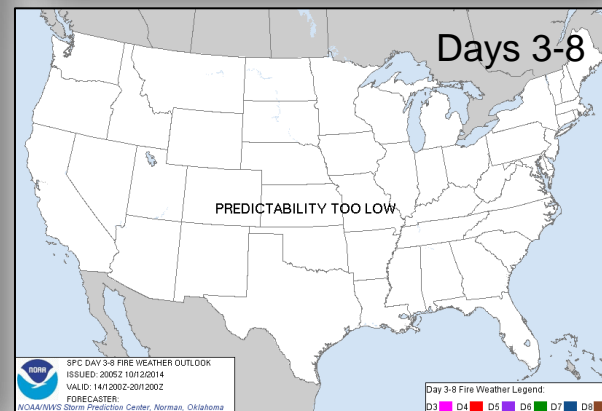 Days 3-8
PREDICTABILITY TOO LOW
NOAA
SPC DAY 3-8 FIRE WEATHER OUTLOOK
ISSUED: 2005Z 10/12/2014
VALID: 14/1200Z-20/1200Z
FORECASTER:
NOAA/NWS Storm Prediction Center, Norman, Oklahoma
Day 3-8 Fire Weather Legend:
D3 D4 D5 D6 D7 D8